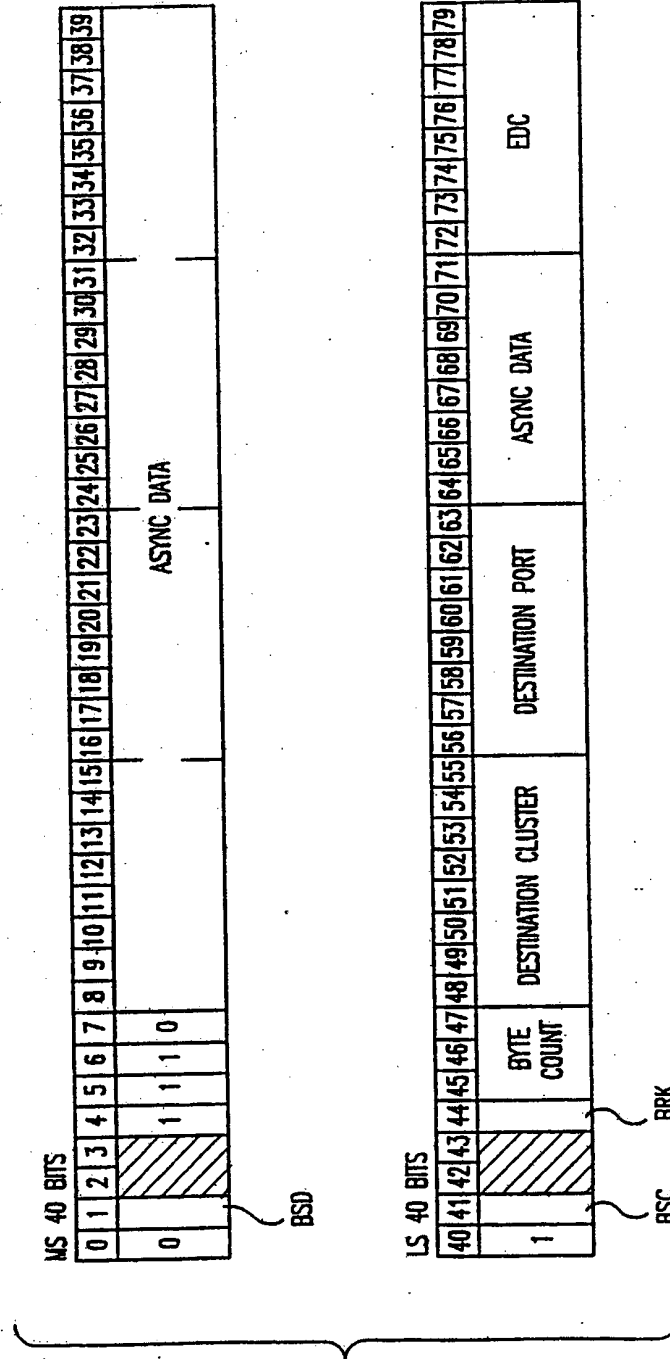 MS 40 BITS
0 1 2 3 4 5 6 7 8 9 10 11 12 13 14 15 16 17 18 19 20 21 22 23 24 25 26 27 28 29 30 31 32 33 34 35 36 37 38 39
0 1 1 1 0 ASYNC DATA
BSD
LS 40 BITS
40 41 42 43 44 45 46 47 48 49 50 51 52 53 54 55 56 57 58 59 60 61 62 63 64 65 66 67 68 69 70 71 72 73 74 75 76 77 78 79
1 BYTE COUNT DESTINATION CLUSTER DESTINATION PORT ASYNC DATA EDC
BSC BRK